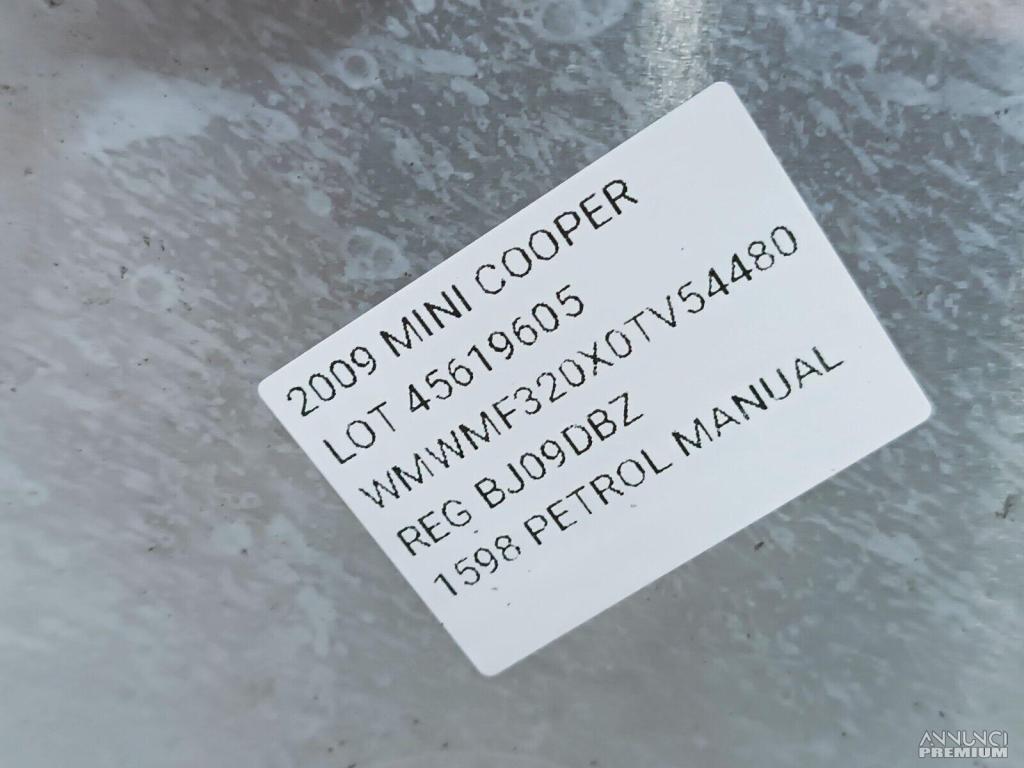 2009 MINI COOPER
LOT 45619605
WMWMF320X0TV54480
REG BJ09DBZ
1598 PETROL MANUAL
ANNUNCI
PREMIUM